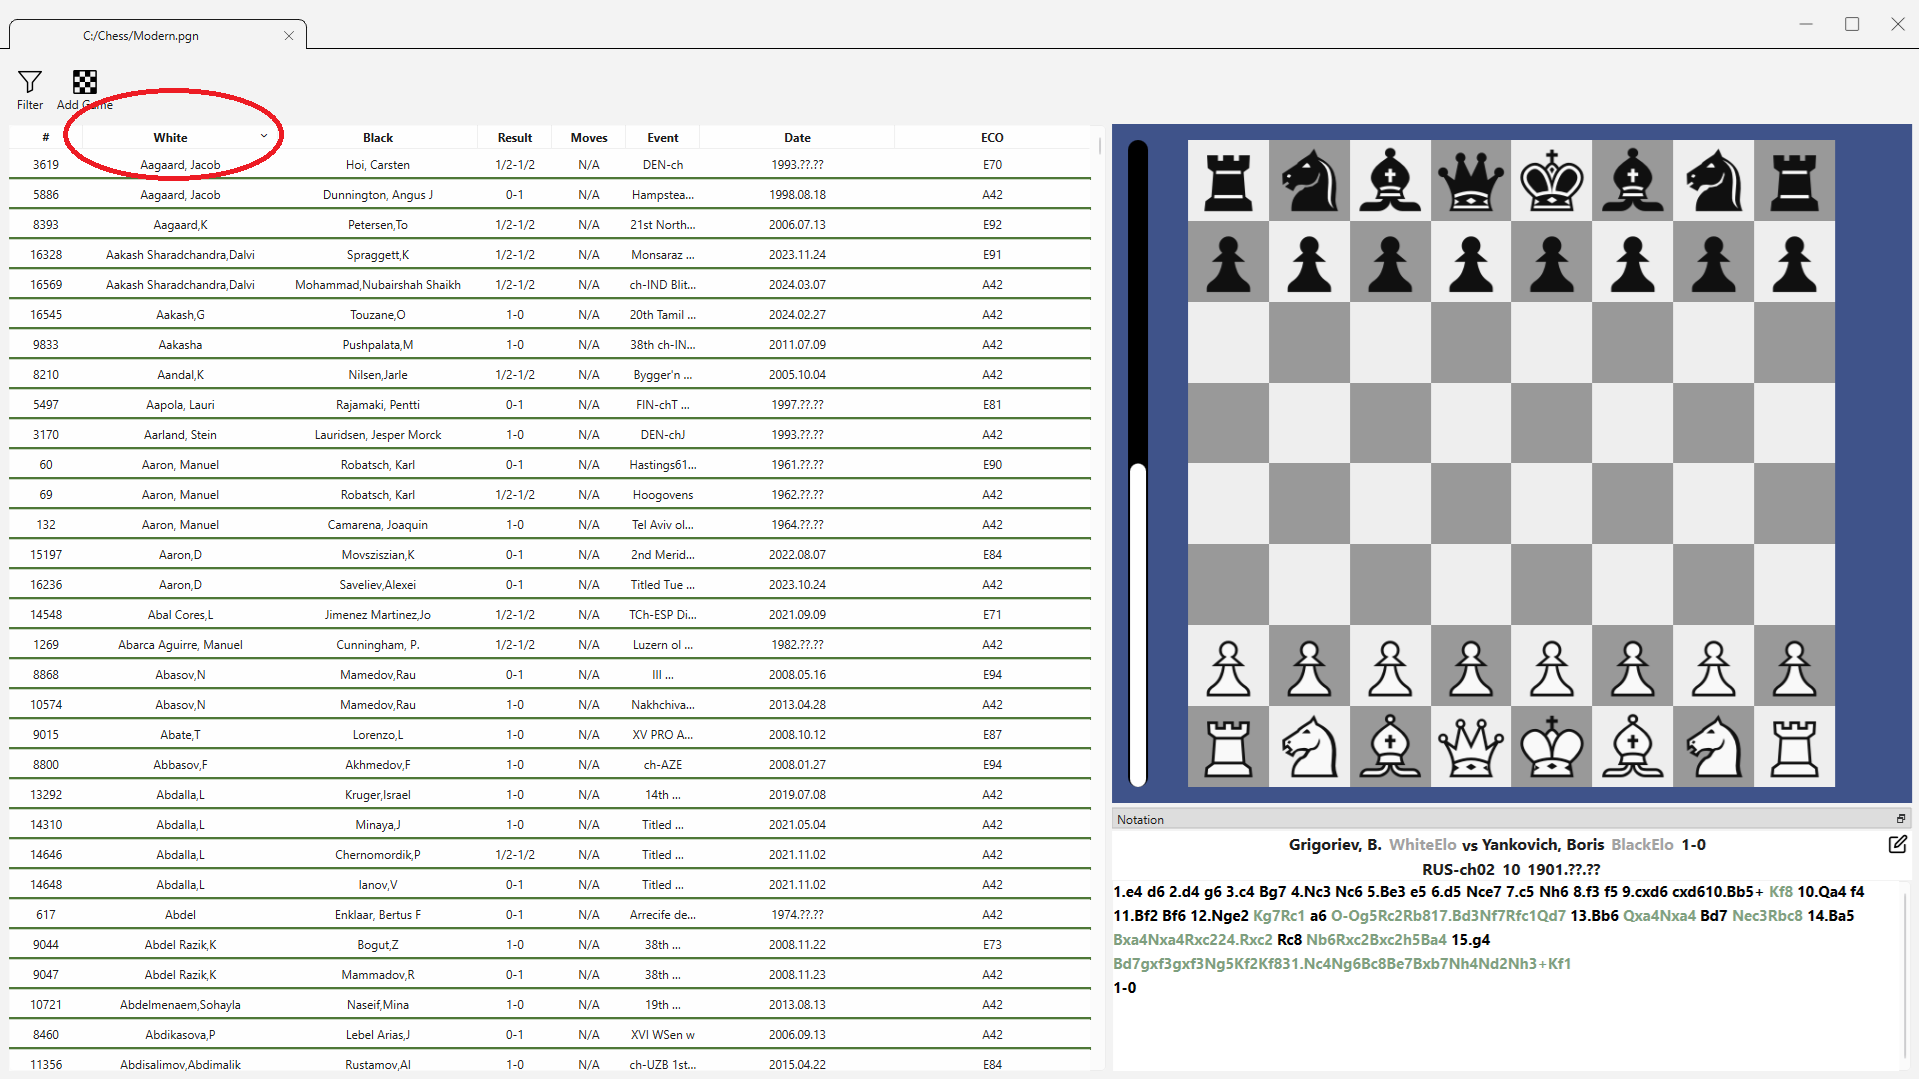 C:/Chess/Modern.pgn
Filter Add Game
# White Black Result Moves Event Date ECO
3619 Aagaard, Jacob Hoi, Carsten 1/2-1/2 N/A DEN-ch 1993.??.?? E70
5886 Aagaard, Jacob Dunnington, Angus J 0-1 N/A Hampstea... 1998.08.18 A42
8393 Aagaard,K Petersen,To 1/2-1/2 N/A 21st North... 2006.07.13 E92
16328 Aakash Sharadchandra,Dalvi Spraggett,K 1/2-1/2 N/A Monsaraz ... 2023.11.24 E91
16569 Aakash Sharadchandra,Dalvi Mohammad,Nubairshah Shaikh 1/2-1/2 N/A ch-IND Blit... 2024.03.07 A42
16545 Aakash,G Touzane,O 1-0 N/A 20th Tamil ... 2024.02.27 A42
9833 Aakasha Pushpalata,M 1-0 N/A 38th ch-IN... 2011.07.09 A42
8210 Aandal,K Nilsen,Jarle 1/2-1/2 N/A Bygger'n ... 2005.10.04 A42
5497 Aapola, Lauri Rajamaki, Pentti 0-1 N/A FIN-chT ... 1997.??.?? E81
3170 Aarland, Stein Lauridsen, Jesper Morck 1-0 N/A DEN-chJ 1993.??.?? A42
60 Aaron, Manuel Robatsch, Karl 0-1 N/A Hastings61... 1961.??.?? E90
69 Aaron, Manuel Robatsch, Karl 1/2-1/2 N/A Hoogovens 1962.??.?? A42
132 Aaron, Manuel Camarena, Joaquin 1-0 N/A Tel Aviv ol... 1964.??.?? A42
15197 Aaron,D Movsziszian,K 0-1 N/A 2nd Merid... 2022.08.07 E84
16236 Aaron,D Saveliev,Alexei 0-1 N/A Titled Tue ... 2023.10.24 A42
14548 Abal Cores,L Jimenez Martinez,Jo 1/2-1/2 N/A TCh-ESP Di... 2021.09.09 E71
1269 Abarca Aguirre, Manuel Cunningham, P. 1/2-1/2 N/A Luzern ol ... 1982.??.?? A42
8868 Abasov,N Mamedov,Rau 0-1 N/A III ... 2008.05.16 E94
10574 Abasov,N Mamedov,Rau 1-0 N/A Nakhchiva... 2013.04.28 A42
9015 Abate,T Lorenzo,L 1-0 N/A XV PRO A... 2008.10.12 E87
8800 Abbasov,F Akhmedov,F 1-0 N/A ch-AZE 2008.01.27 E94
13292 Abdalla,L Kruger,Israel 1-0 N/A 14th ... 2019.07.08 A42
14310 Abdalla,L Minaya,J 1-0 N/A Titled ... 2021.05.04 A42
14646 Abdalla,L Chernomordik,P 1/2-1/2 N/A Titled ... 2021.11.02 A42
14648 Abdalla,L Ianov,V 0-1 N/A Titled ... 2021.11.02 A42
617 Abdel Enklaar, Bertus F 0-1 N/A Arrecife de... 1974.??.?? A42
9044 Abdel Razik,K Bogut,Z 1-0 N/A 38th ... 2008.11.22 E73
9047 Abdel Razik,K Mammadov,R 0-1 N/A 38th ... 2008.11.23 A42
10721 Abdelmenaem,Sohayla Naseif,Mina 1-0 N/A 19th ... 2013.08.13 A42
8460 Abdikasova,P Lebel Arias,J 0-1 N/A XVI WSen w 2006.09.13 A42
11356 Abdisalimov,Abdimalik Rustamov,Al 1-0 N/A ch-UZB 1st... 2015.04.22 E84
Notation
Grigoriev, B. WhiteElo vs Yankovich, Boris BlackElo 1-0
RUS-ch02 10 1901.??.??
1.e4 d6 2.d4 g6 3.c4 Bg7 4.Nc3 Nc6 5.Be3 e5 6.d5 Nce7 7.c5 Nh6 8.f3 f5 9.cxd6 cxd610.Bb5+ Kf8 10.Qa4 f4
11.Bf2 Bf6 12.Nge2 Kg7Rc1 a6 O-Og5Rc2Rb817.Bd3Nf7Rfc1Qd7 13.Bb6 Qxa4Nxa4 Bd7 Nec3Rbc8 14.Ba5
Bxa4Nxa4Rxc224.Rxc2 Rc8 Nb6Rxc2Bxc2h5Ba4 15.g4
Bd7gxf3gxf3Ng5Kf2Kf831.Nc4Ng6Bc8Be7Bxb7Nh4Nd2Nh3+Kf1
1-0